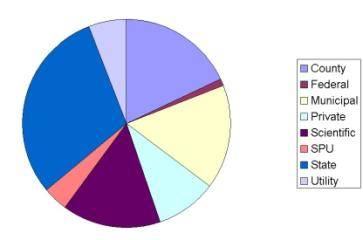 County
Federal
Municipal
Private
Scientific
SPU
State
Utility